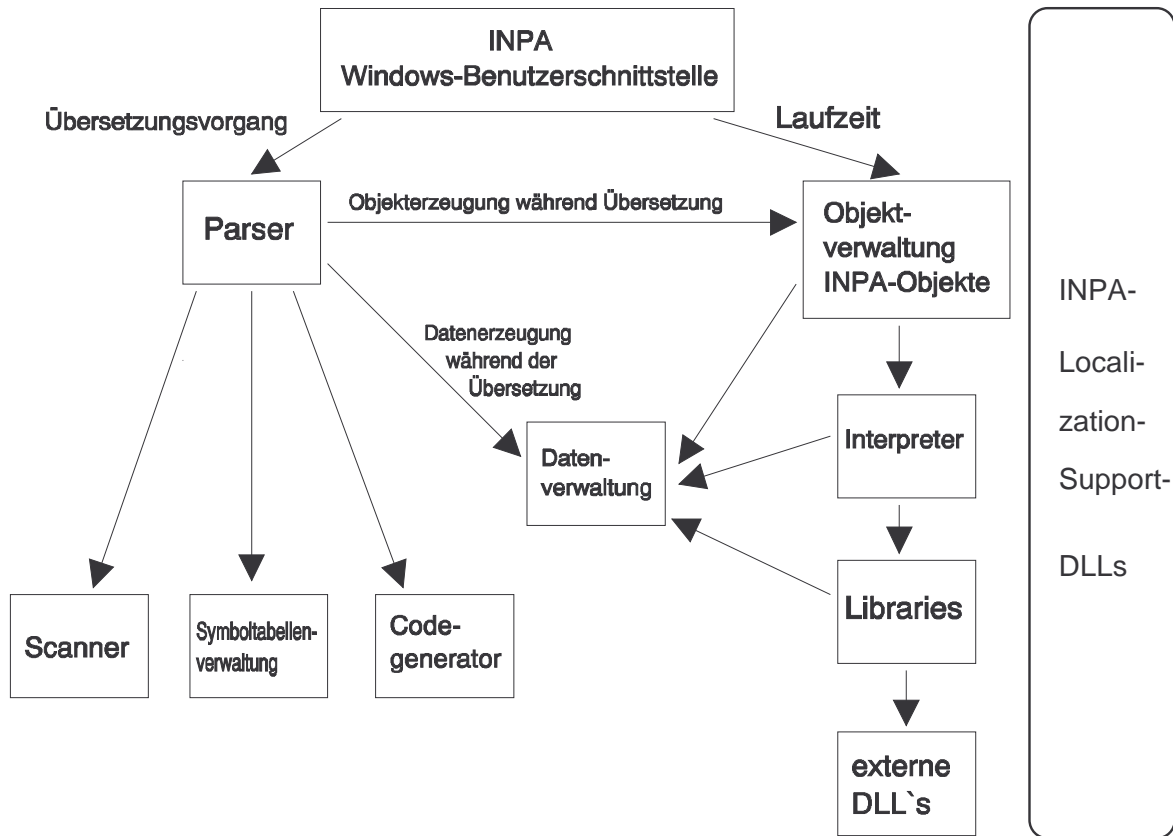 INPA
Windows-Benutzerschnittstelle
Übersetzungsvorgang
Laufzeit
Parser
Objekterzeugung während Übersetzung
Objekt-
verwaltung
INPA-Objekte
Datenerzeugung
während der
Übersetzung
Daten-
verwaltung
Interpreter
Libraries
Scanner
Symboltabellen-
verwaltung
Code-
generator
externe
DLL`s
INPA-
Locali-
zation-
Support-
DLLs